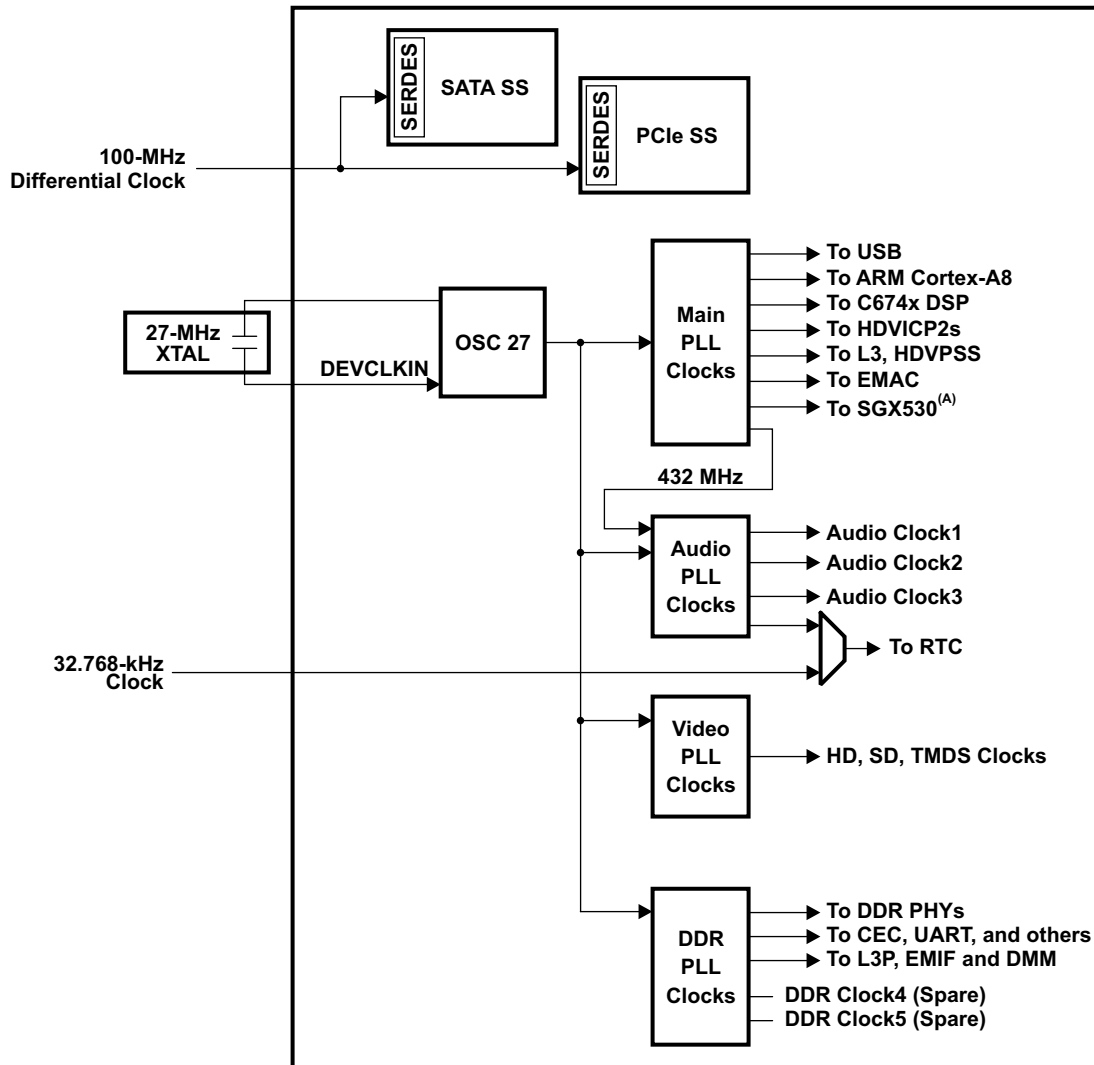 SERDES
SATA SS
SERDES
PCIe SS
100-MHz
Differential Clock
27-MHz
XTAL
DEVCLKIN
OSC 27
Main
PLL
Clocks
To USB
To ARM Cortex-A8
To C674x DSP
To HDVICP2s
To L3, HDVPSS
To EMAC
To SGX530(A)
432 MHz
Audio
PLL
Clocks
Audio Clock1
Audio Clock2
Audio Clock3
To RTC
32.768-kHz
Clock
Video
PLL
Clocks
HD, SD, TMDS Clocks
DDR
PLL
Clocks
To DDR PHYs
To CEC, UART, and others
To L3P, EMIF and DMM
DDR Clock4 (Spare)
DDR Clock5 (Spare)